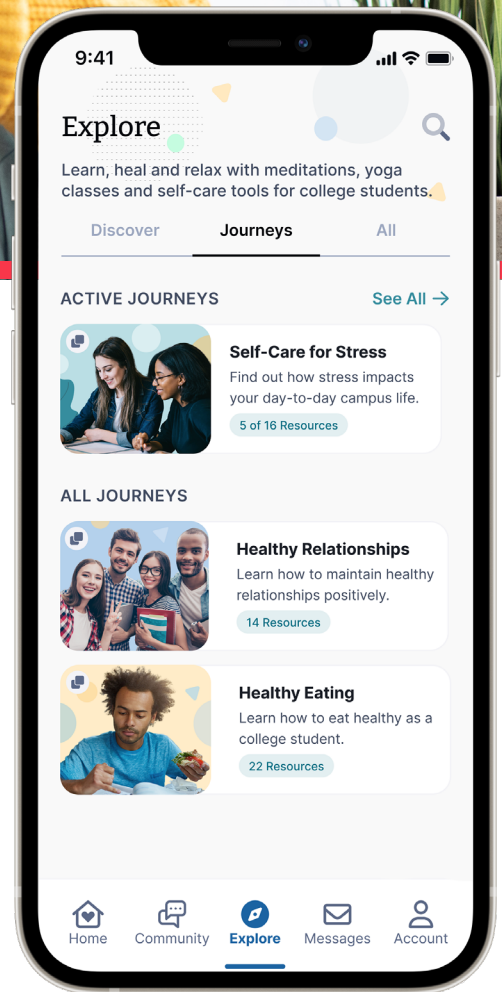 9:41
Explore
Learn, heal and relax with meditations, yoga
classes and self-care tools for college students.
Discover Journeys All
ACTIVE JOURNEYS See All →
Self-Care for Stress
Find out how stress impacts
your day-to-day campus life.
5 of 16 Resources
ALL JOURNEYS
Healthy Relationships
Learn how to maintain healthy
relationships positively.
14 Resources
Healthy Eating
Learn how to eat healthy as a
college student.
22 Resources
Home Community Explore Messages Account